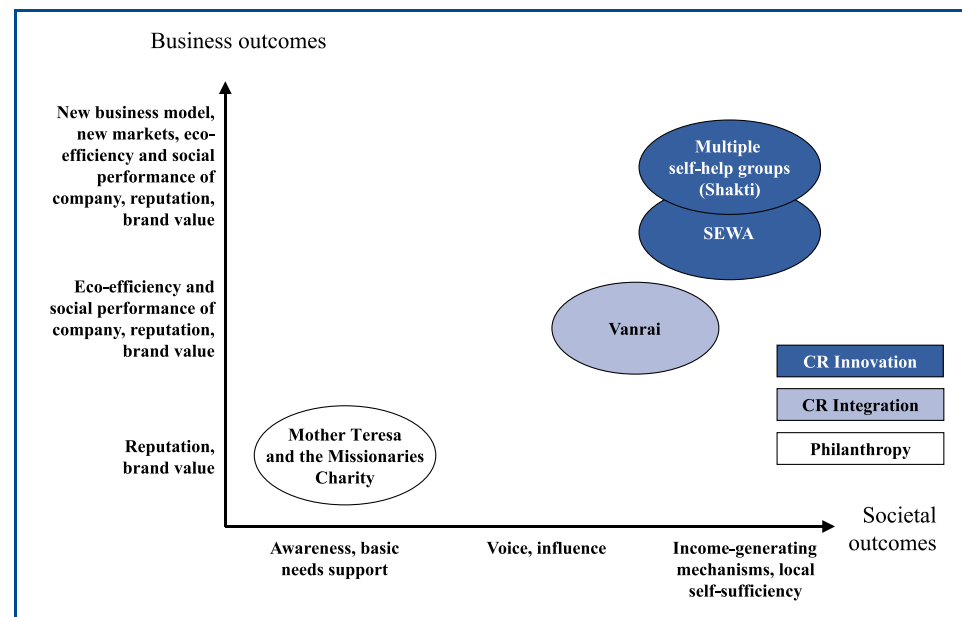 Business outcomes
New business model,
new markets, eco-
efficiency and social
performance of
company, reputation,
brand value
Multiple
self-help groups
(Shakti)
SEWA
Eco-efficiency and
social performance of
company, reputation,
brand value
Vanrai
CR Innovation
CR Integration
Philanthropy
Reputation,
brand value
Mother Teresa
and the Missionaries
Charity
Societal
outcomes
Awareness, basic
needs support
Voice, influence
Income-generating
mechanisms, local
self-sufficiency